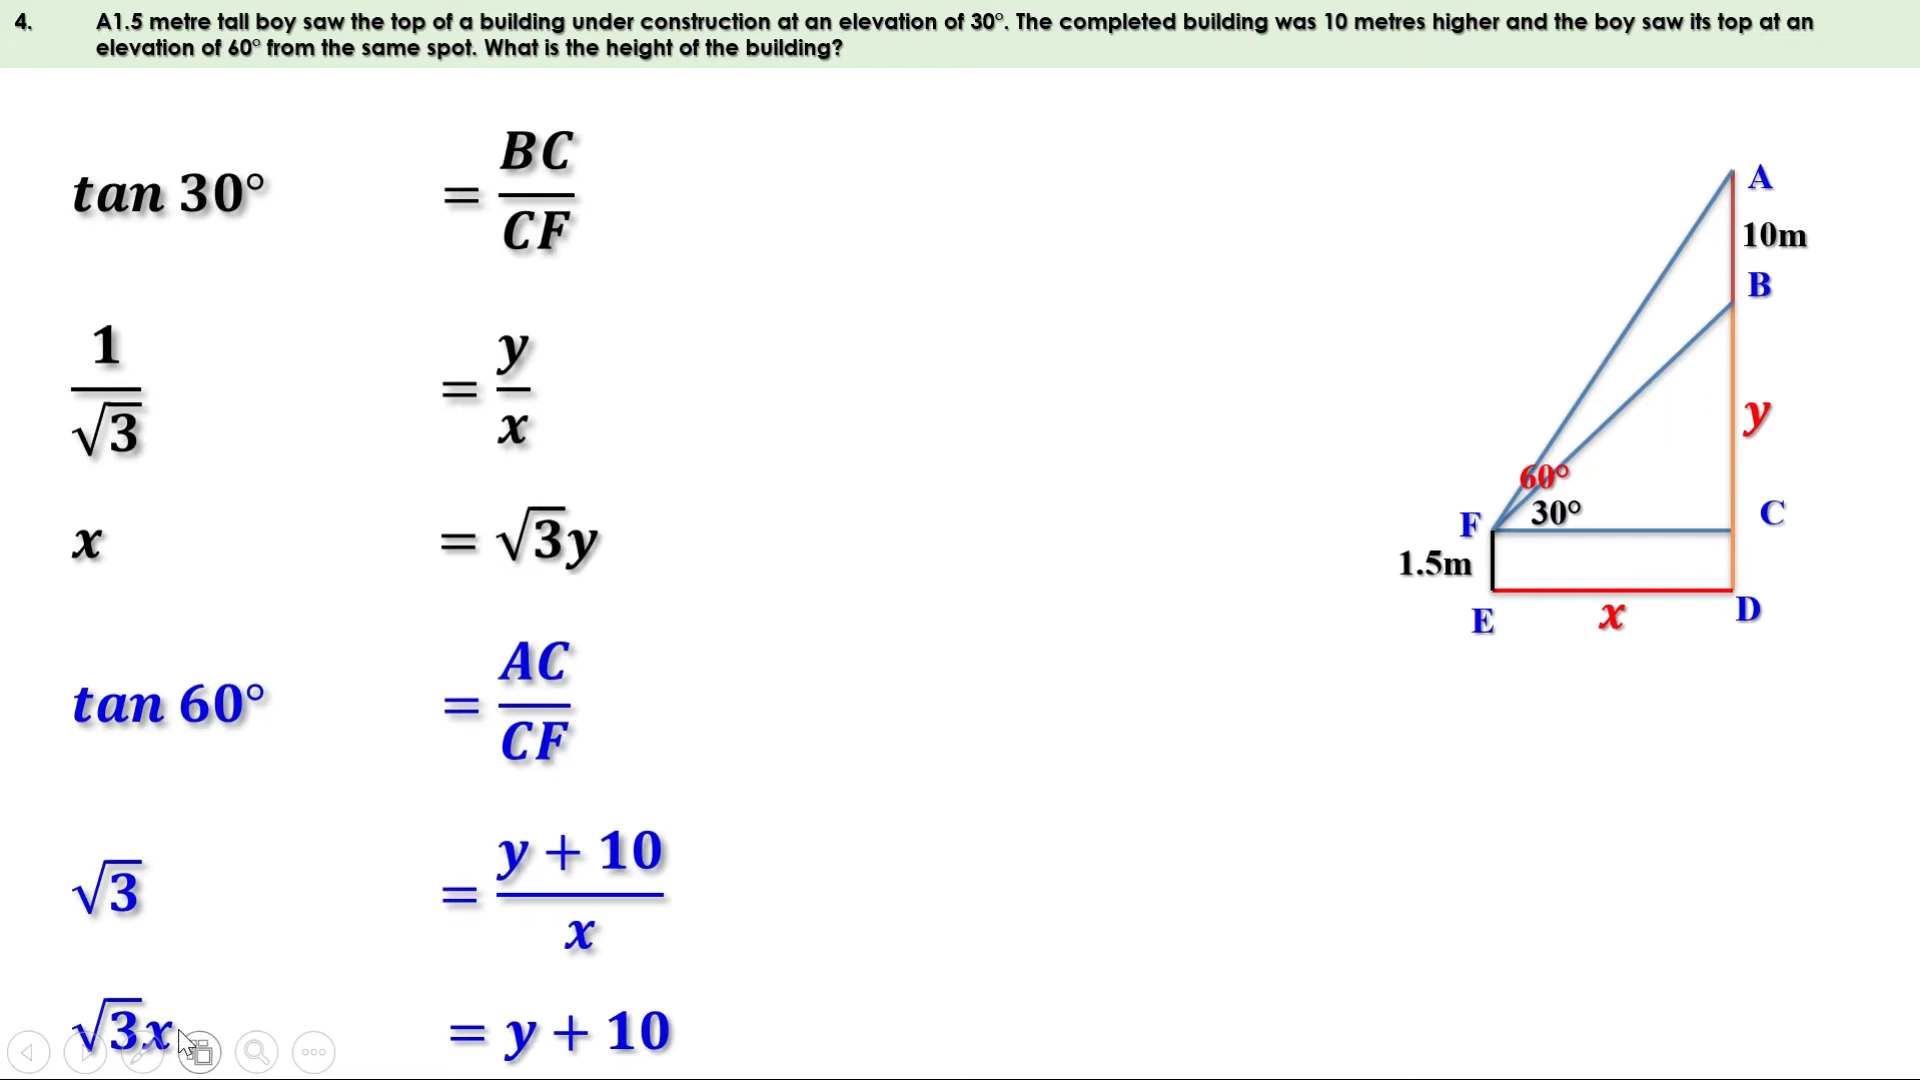 4. A1.5 metre tall boy saw the top of a building under construction at an elevation of 30°. The completed building was 10 metres higher and the boy saw its top at an
elevation of 60° from the same spot. What is the height of the building?
tan 30° = BC/CF
1/√3 = y/x
x = √3y
tan 60° = AC/CF
√3 = y + 10/x
√3x = y + 10
A
10m
B
y
60°
30°
F
C
1.5m
E
x
D